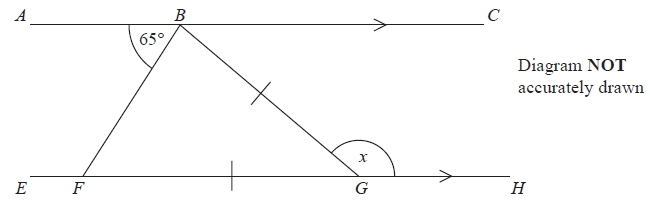 A B C
65°
Diagram NOT
accurately drawn
x
E F G H